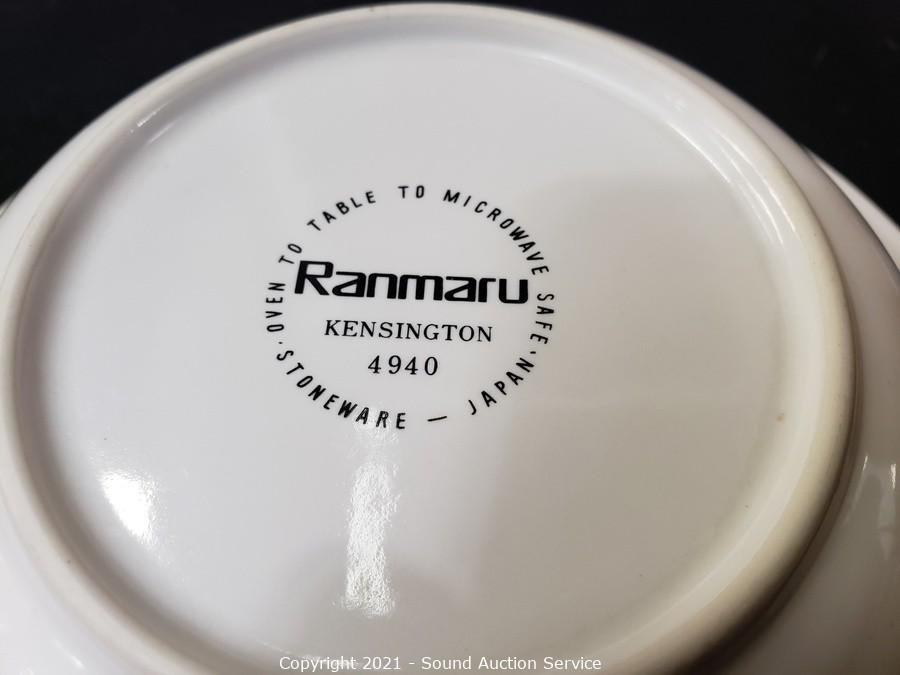 OVEN TO TABLE TO MICROWAVE SAFE ·
Ranmaru
KENSINGTON
4940
· STONEWARE — JAPAN
Copyright 2021 - Sound Auction Service